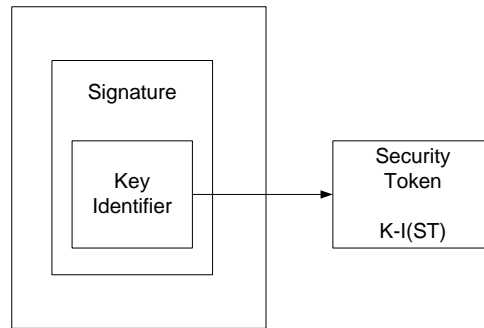 Signature
Key
Identifier
Security
Token
K-I(ST)